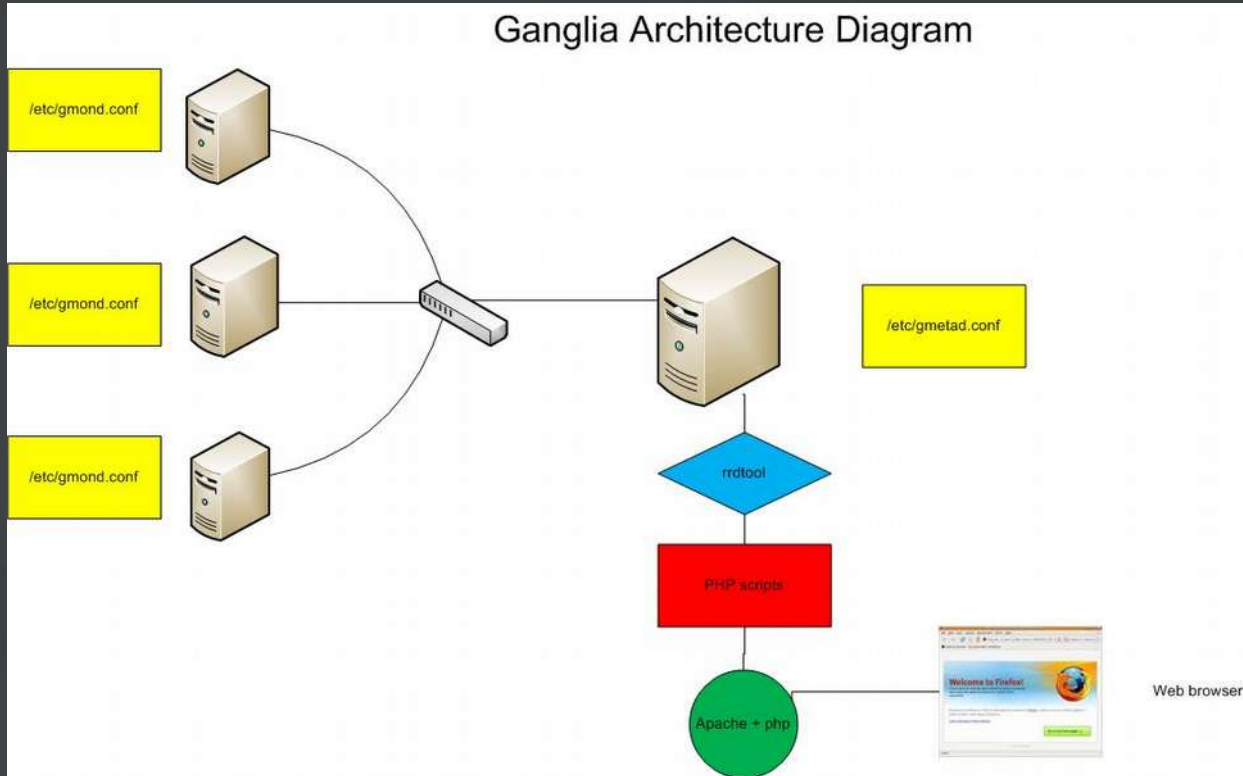 Ganglia Architecture Diagram
/etc/gmond.conf
/etc/gmond.conf
/etc/gmetad.conf
/etc/gmond.conf
rrdtool
PHP scripts
Welcome to Firefox!
Web browser
Apache + php